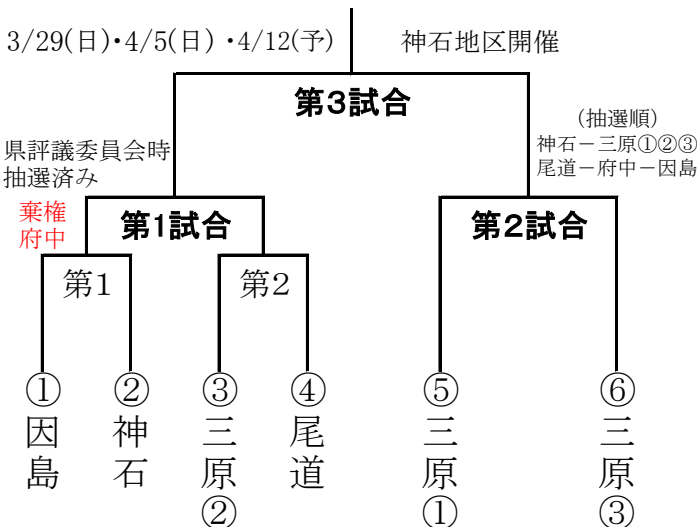 3/29(日)・4/5(日)・4/12(予)
神石地区開催
第3試合
(抽選順)
神石－三原①②③
尾道－府中－因島
県評議委員会時
抽選済み
棄権
府中
第1試合
第2試合
第1
第2
①因島
②神石
③三原②
④尾道
⑤三原①
⑥三原③